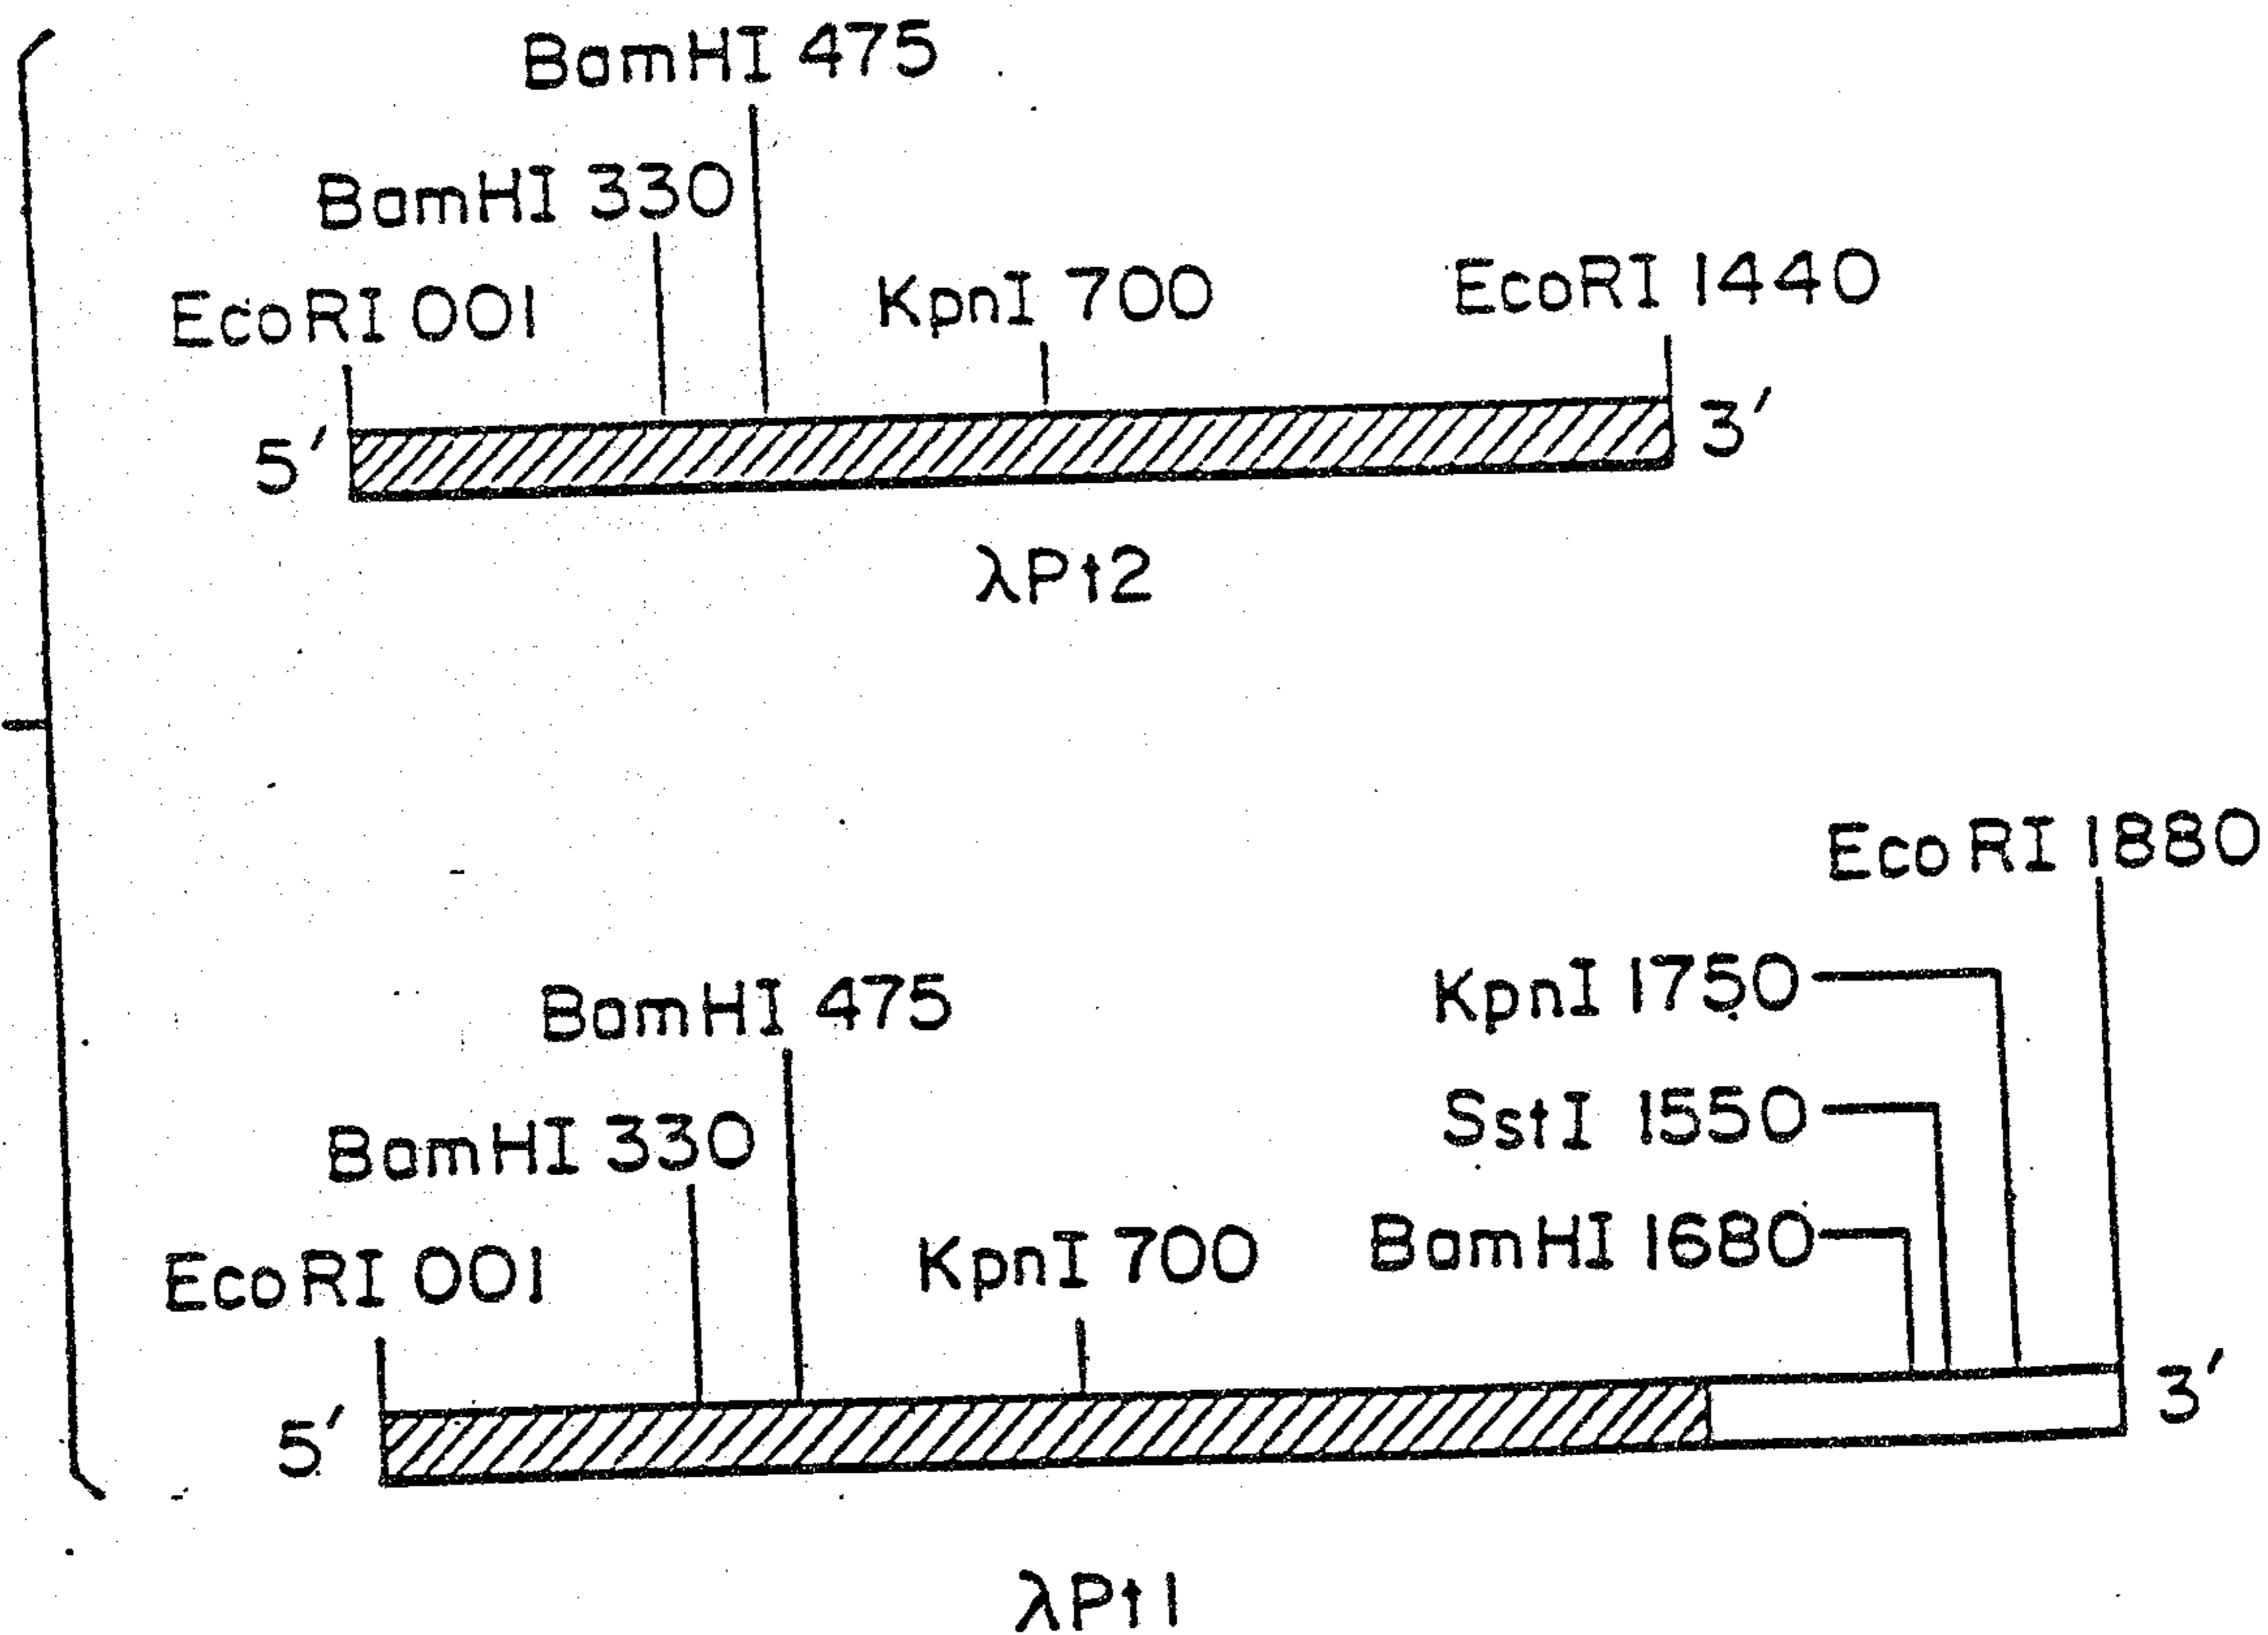 BamHI 475
BamHI 330
EcoRI 001
KpnI 700
EcoRI 1440
5′
3′
λPt2
EcoRI 1880
KpnI 1750
BamHI 475
SstI 1550
BamHI 330
BamHI 1680
KpnI 700
EcoRI 001
5′
3′
λPt1